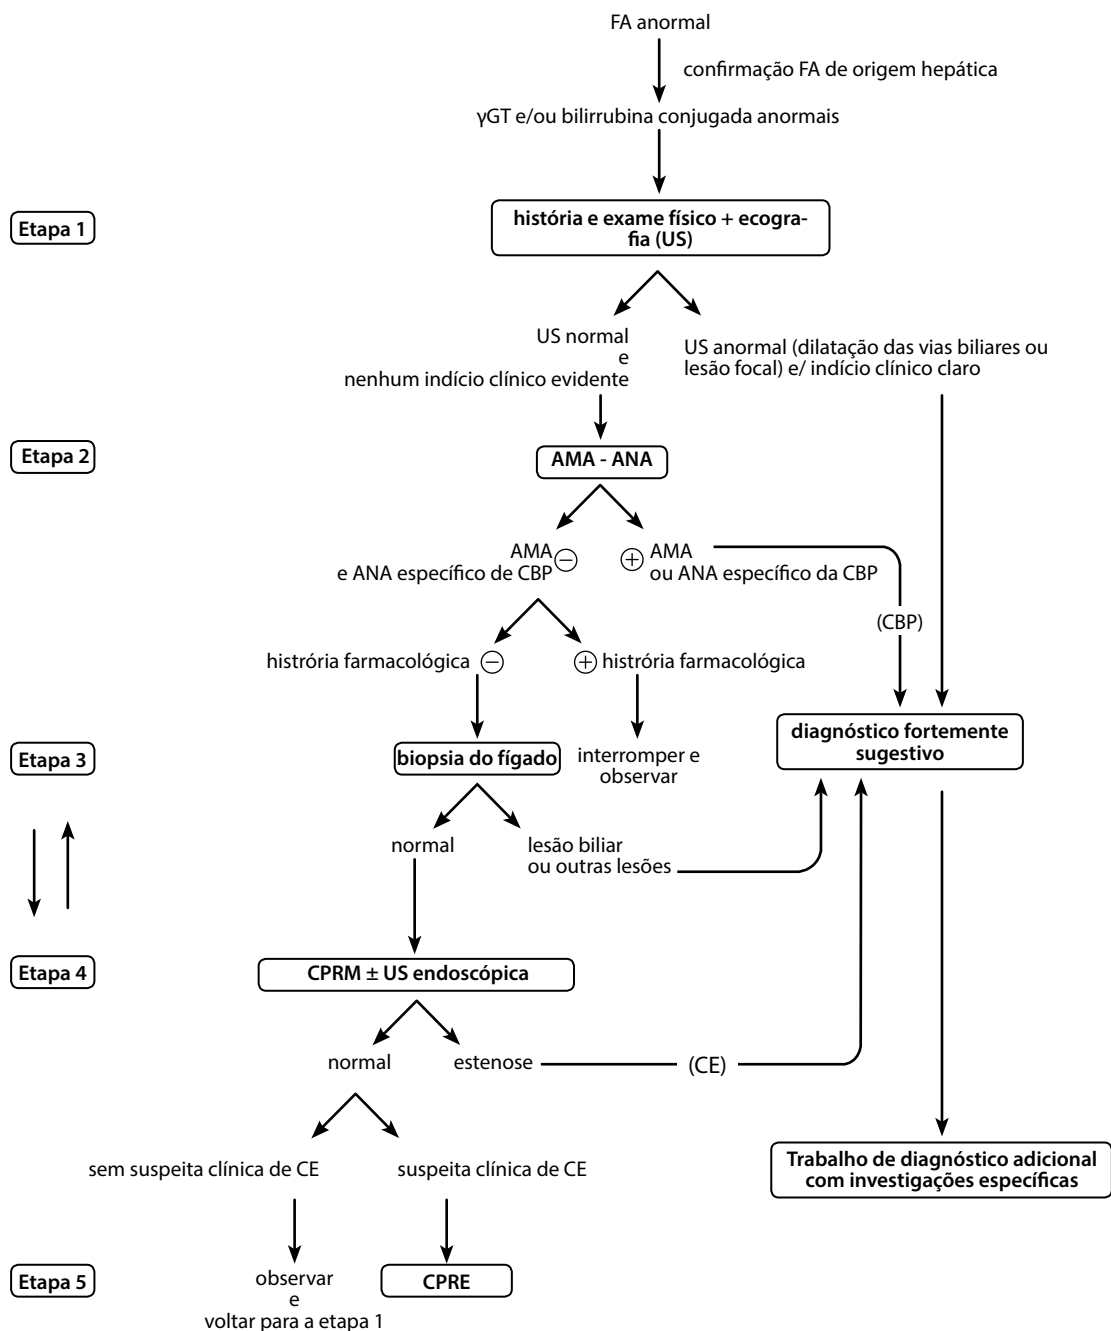 FA anormal
confirmação FA de origem hepática
γGT e/ou bilirrubina conjugada anormais
Etapa 1
história e exame físico + ecogra-
fia (US)
US normal
e
nenhum indício clínico evidente
US anormal (dilatação das vias biliares ou
lesão focal) e/ indício clínico claro
Etapa 2
AMA - ANA
AMA
e ANA específico de CBP
−
+
AMA
ou ANA específico da CBP
(CBP)
histrória farmacológica −
+ histrória farmacológica
Etapa 3
biopsia do fígado
interromper e
observar
diagnóstico fortemente
sugestivo
normal
lesão biliar
ou outras lesões
Etapa 4
CPRM ± US endoscópica
normal
estenose
(CE)
sem suspeita clínica de CE
suspeita clínica de CE
Trabalho de diagnóstico adicional
com investigações específicas
Etapa 5
observar
e
voltar para a etapa 1
CPRE